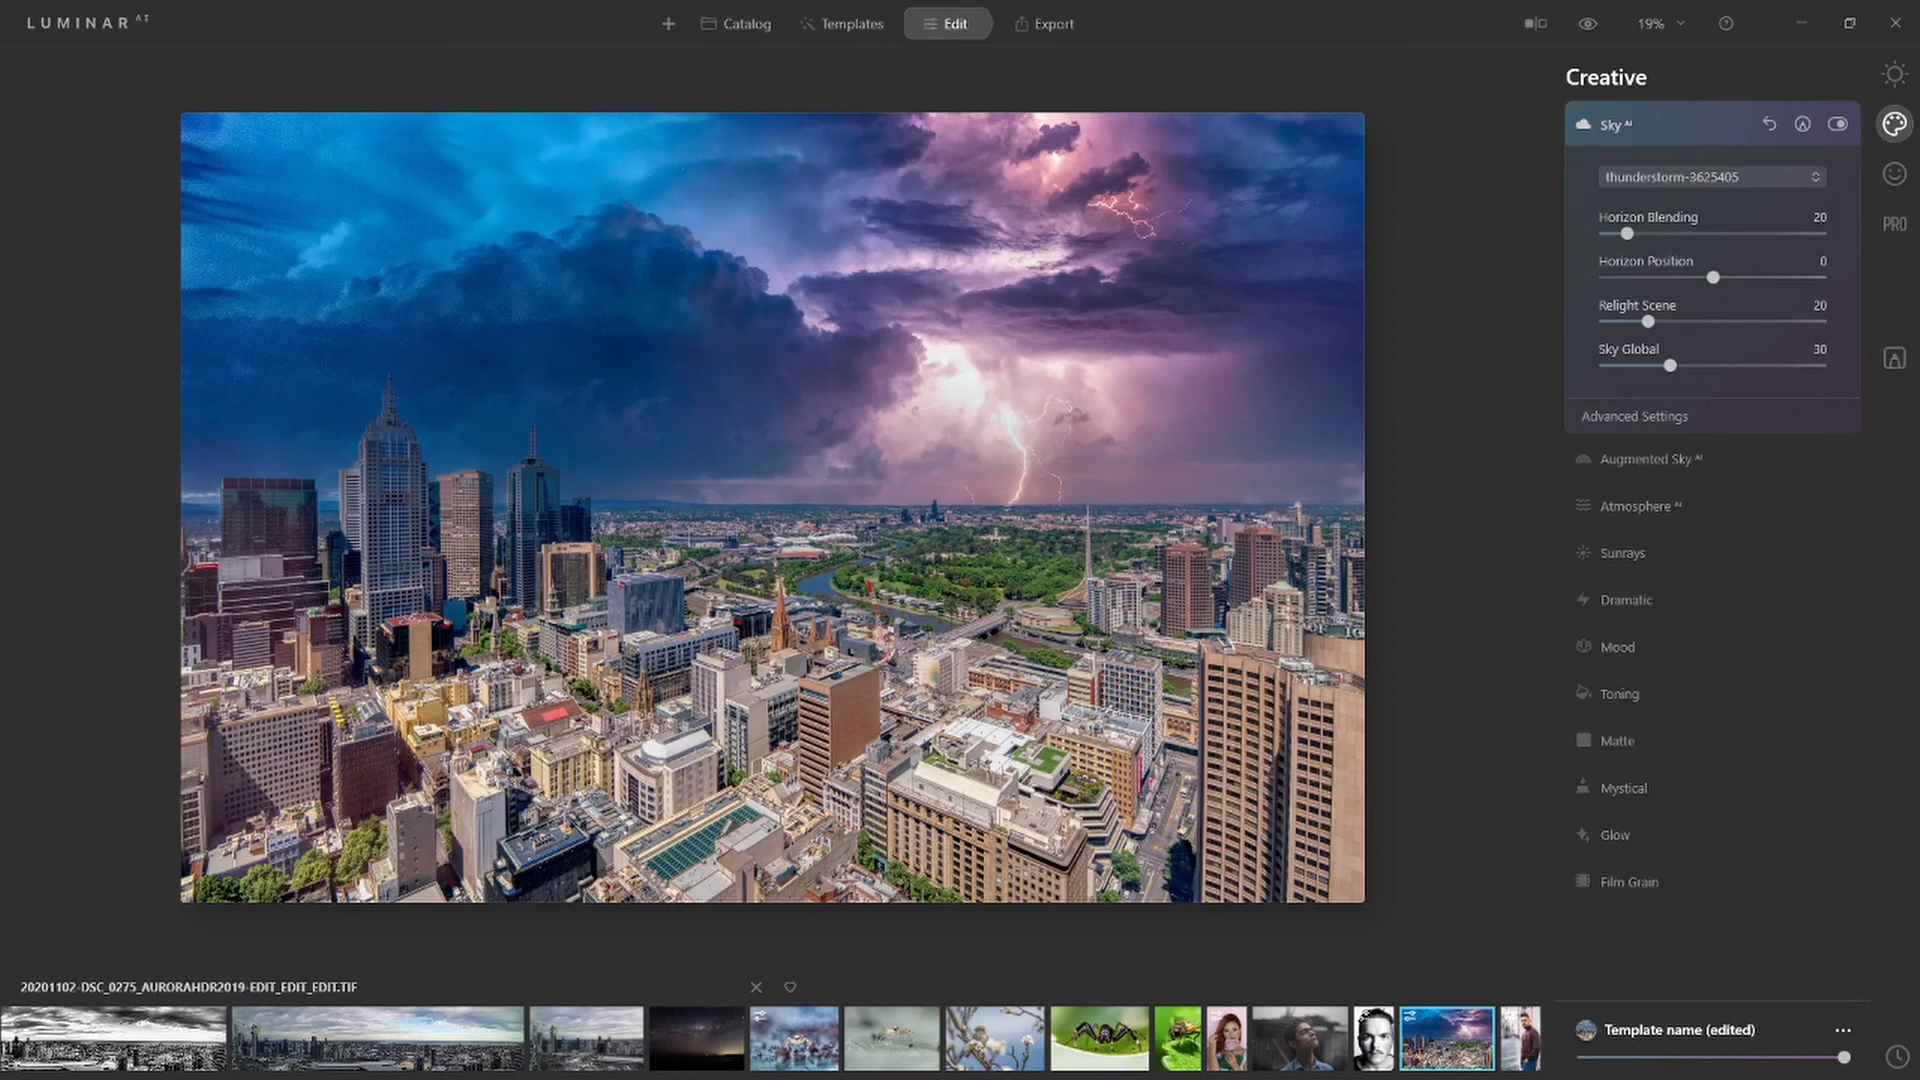 LUMINAR AI
Catalog
Templates
Edit
Export
19%
Creative
Sky AI
thunderstorm-3625405
Horizon Blending 20
Horizon Position 0
Relight Scene 20
Sky Global 30
Advanced Settings
PRO
Augmented Sky AI
Atmosphere AI
Sunrays
Dramatic
Mood
Toning
Matte
Mystical
Glow
Film Grain
20201102-DSC_0275_AURORAHDR2019-EDIT_EDIT_EDIT.TIF
Template name (edited)